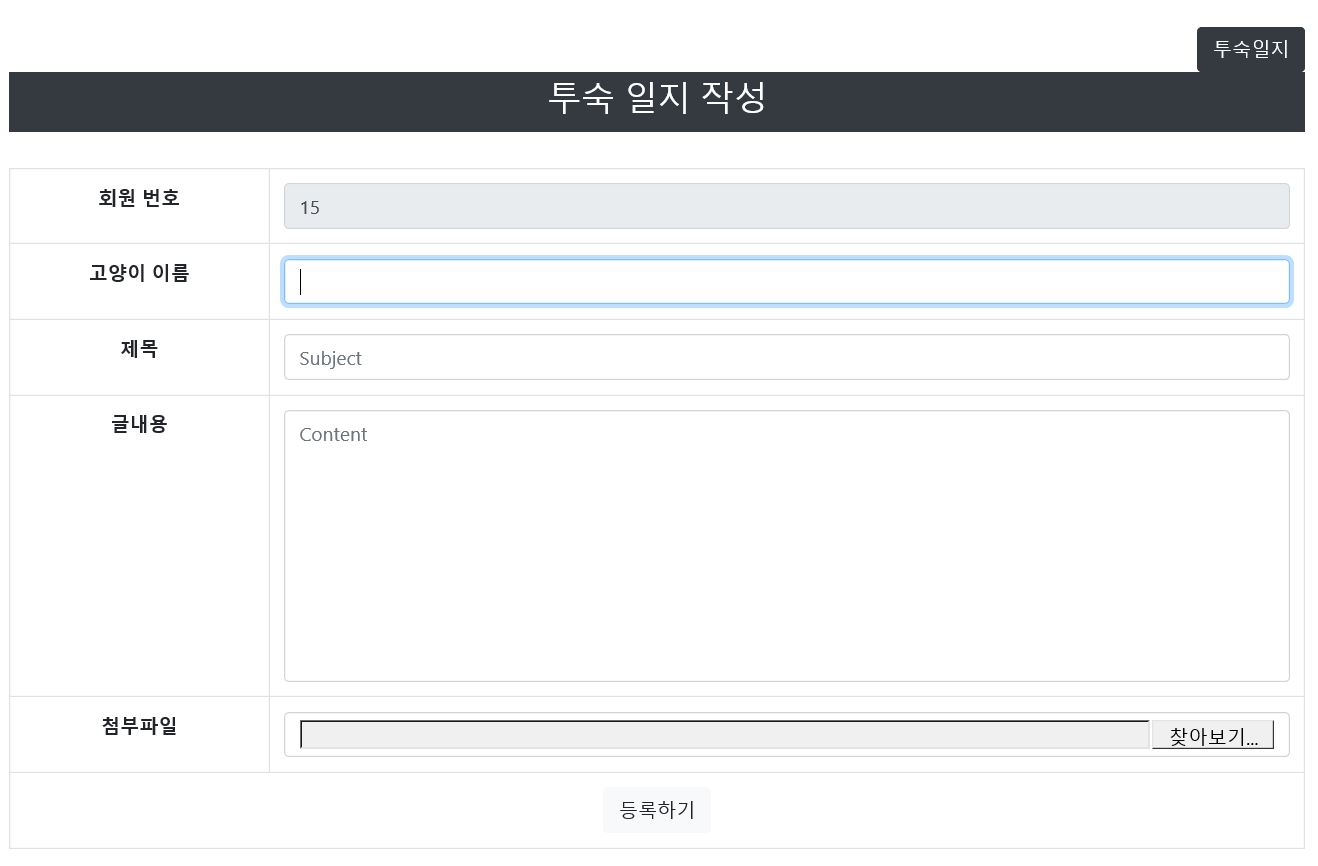 투숙일지
투숙 일지 작성
회원 번호
15
고양이 이름
제목
Subject
글내용
Content
첨부파일
찾아보기...
등록하기